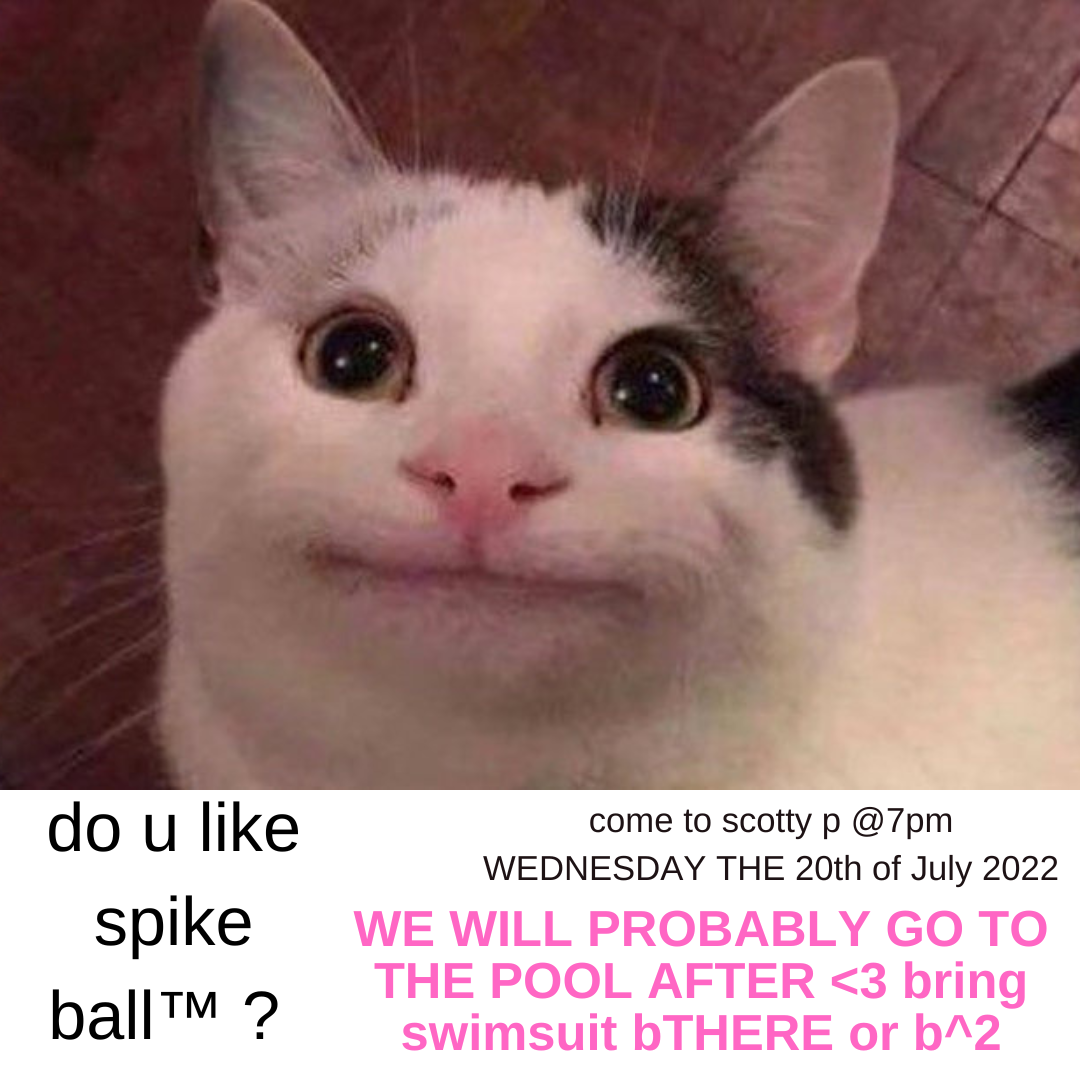 do u like
spike
ball™ ?
come to scotty p @7pm
WEDNESDAY THE 20th of July 2022
WE WILL PROBABLY GO TO
THE POOL AFTER <3 bring
swimsuit bTHERE or b^2